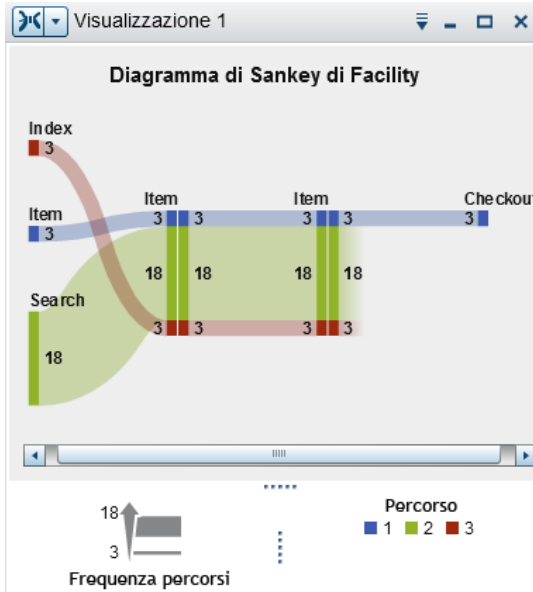 Visualizzazione 1
Diagramma di Sankey di Facility
Index
3
Item
Item
Item
Checkout
3
3
3
3
3
3
Search
18
18
18
18
18
3
3
3
3
18
3
Frequenza percorsi
Percorso
1
2
3